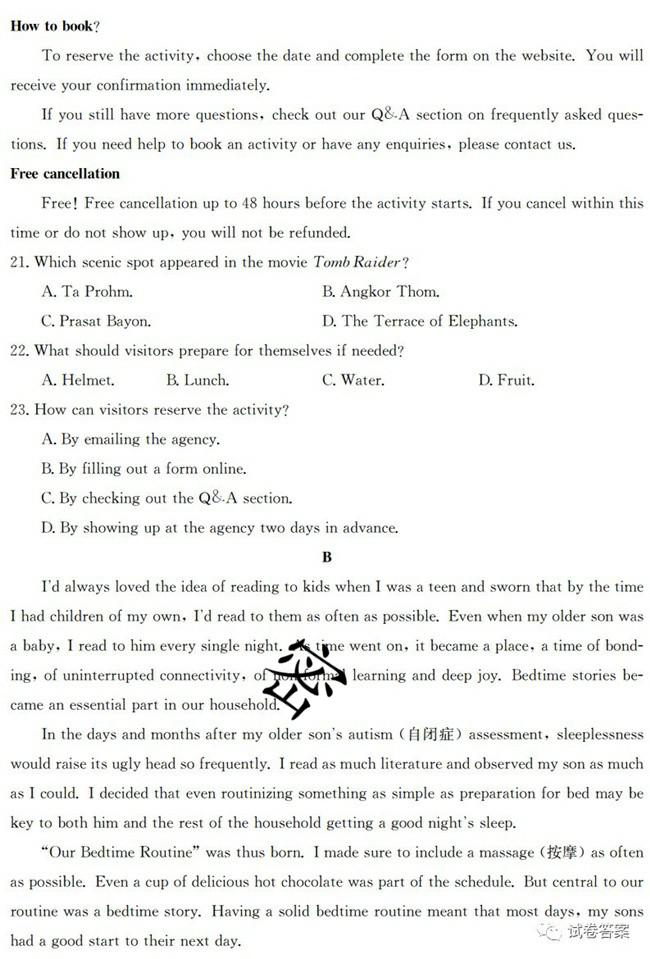 How to book?
To reserve the activity, choose the date and complete the form on the website. You will
receive your confirmation immediately.
If you still have more questions, check out our Q&A section on frequently asked ques-
tions. If you need help to book an activity or have any enquiries, please contact us.
Free cancellation
Free! Free cancellation up to 48 hours before the activity starts. If you cancel within this
time or do not show up, you will not be refunded.
21. Which scenic spot appeared in the movie Tomb Raider?
A. Ta Prohm. B. Angkor Thom.
C. Prasat Bayon. D. The Terrace of Elephants.
22. What should visitors prepare for themselves if needed?
A. Helmet. B. Lunch. C. Water. D. Fruit.
23. How can visitors reserve the activity?
A. By emailing the agency.
B. By filling out a form online.
C. By checking out the Q&A section.
D. By showing up at the agency two days in advance.
B
I'd always loved the idea of reading to kids when I was a teen and sworn that by the time
I had children of my own, I'd read to them as often as possible. Even when my older son was
a baby, I read to him every single night. As time went on, it became a place, a time of bond-
ing, of uninterrupted connectivity, of learning and deep joy. Bedtime stories be-
came an essential part in our household.
密
In the days and months after my older son's autism (自闭症) assessment, sleeplessness
would raise its ugly head so frequently. I read as much literature and observed my son as much
as I could. I decided that even routinizing something as simple as preparation for bed may be
key to both him and the rest of the household getting a good night's sleep.
"Our Bedtime Routine" was thus born. I made sure to include a massage (按摩) as often
as possible. Even a cup of delicious hot chocolate was part of the schedule. But central to our
routine was a bedtime story. Having a solid bedtime routine meant that most days, my sons
had a good start to their next day.
试卷答案